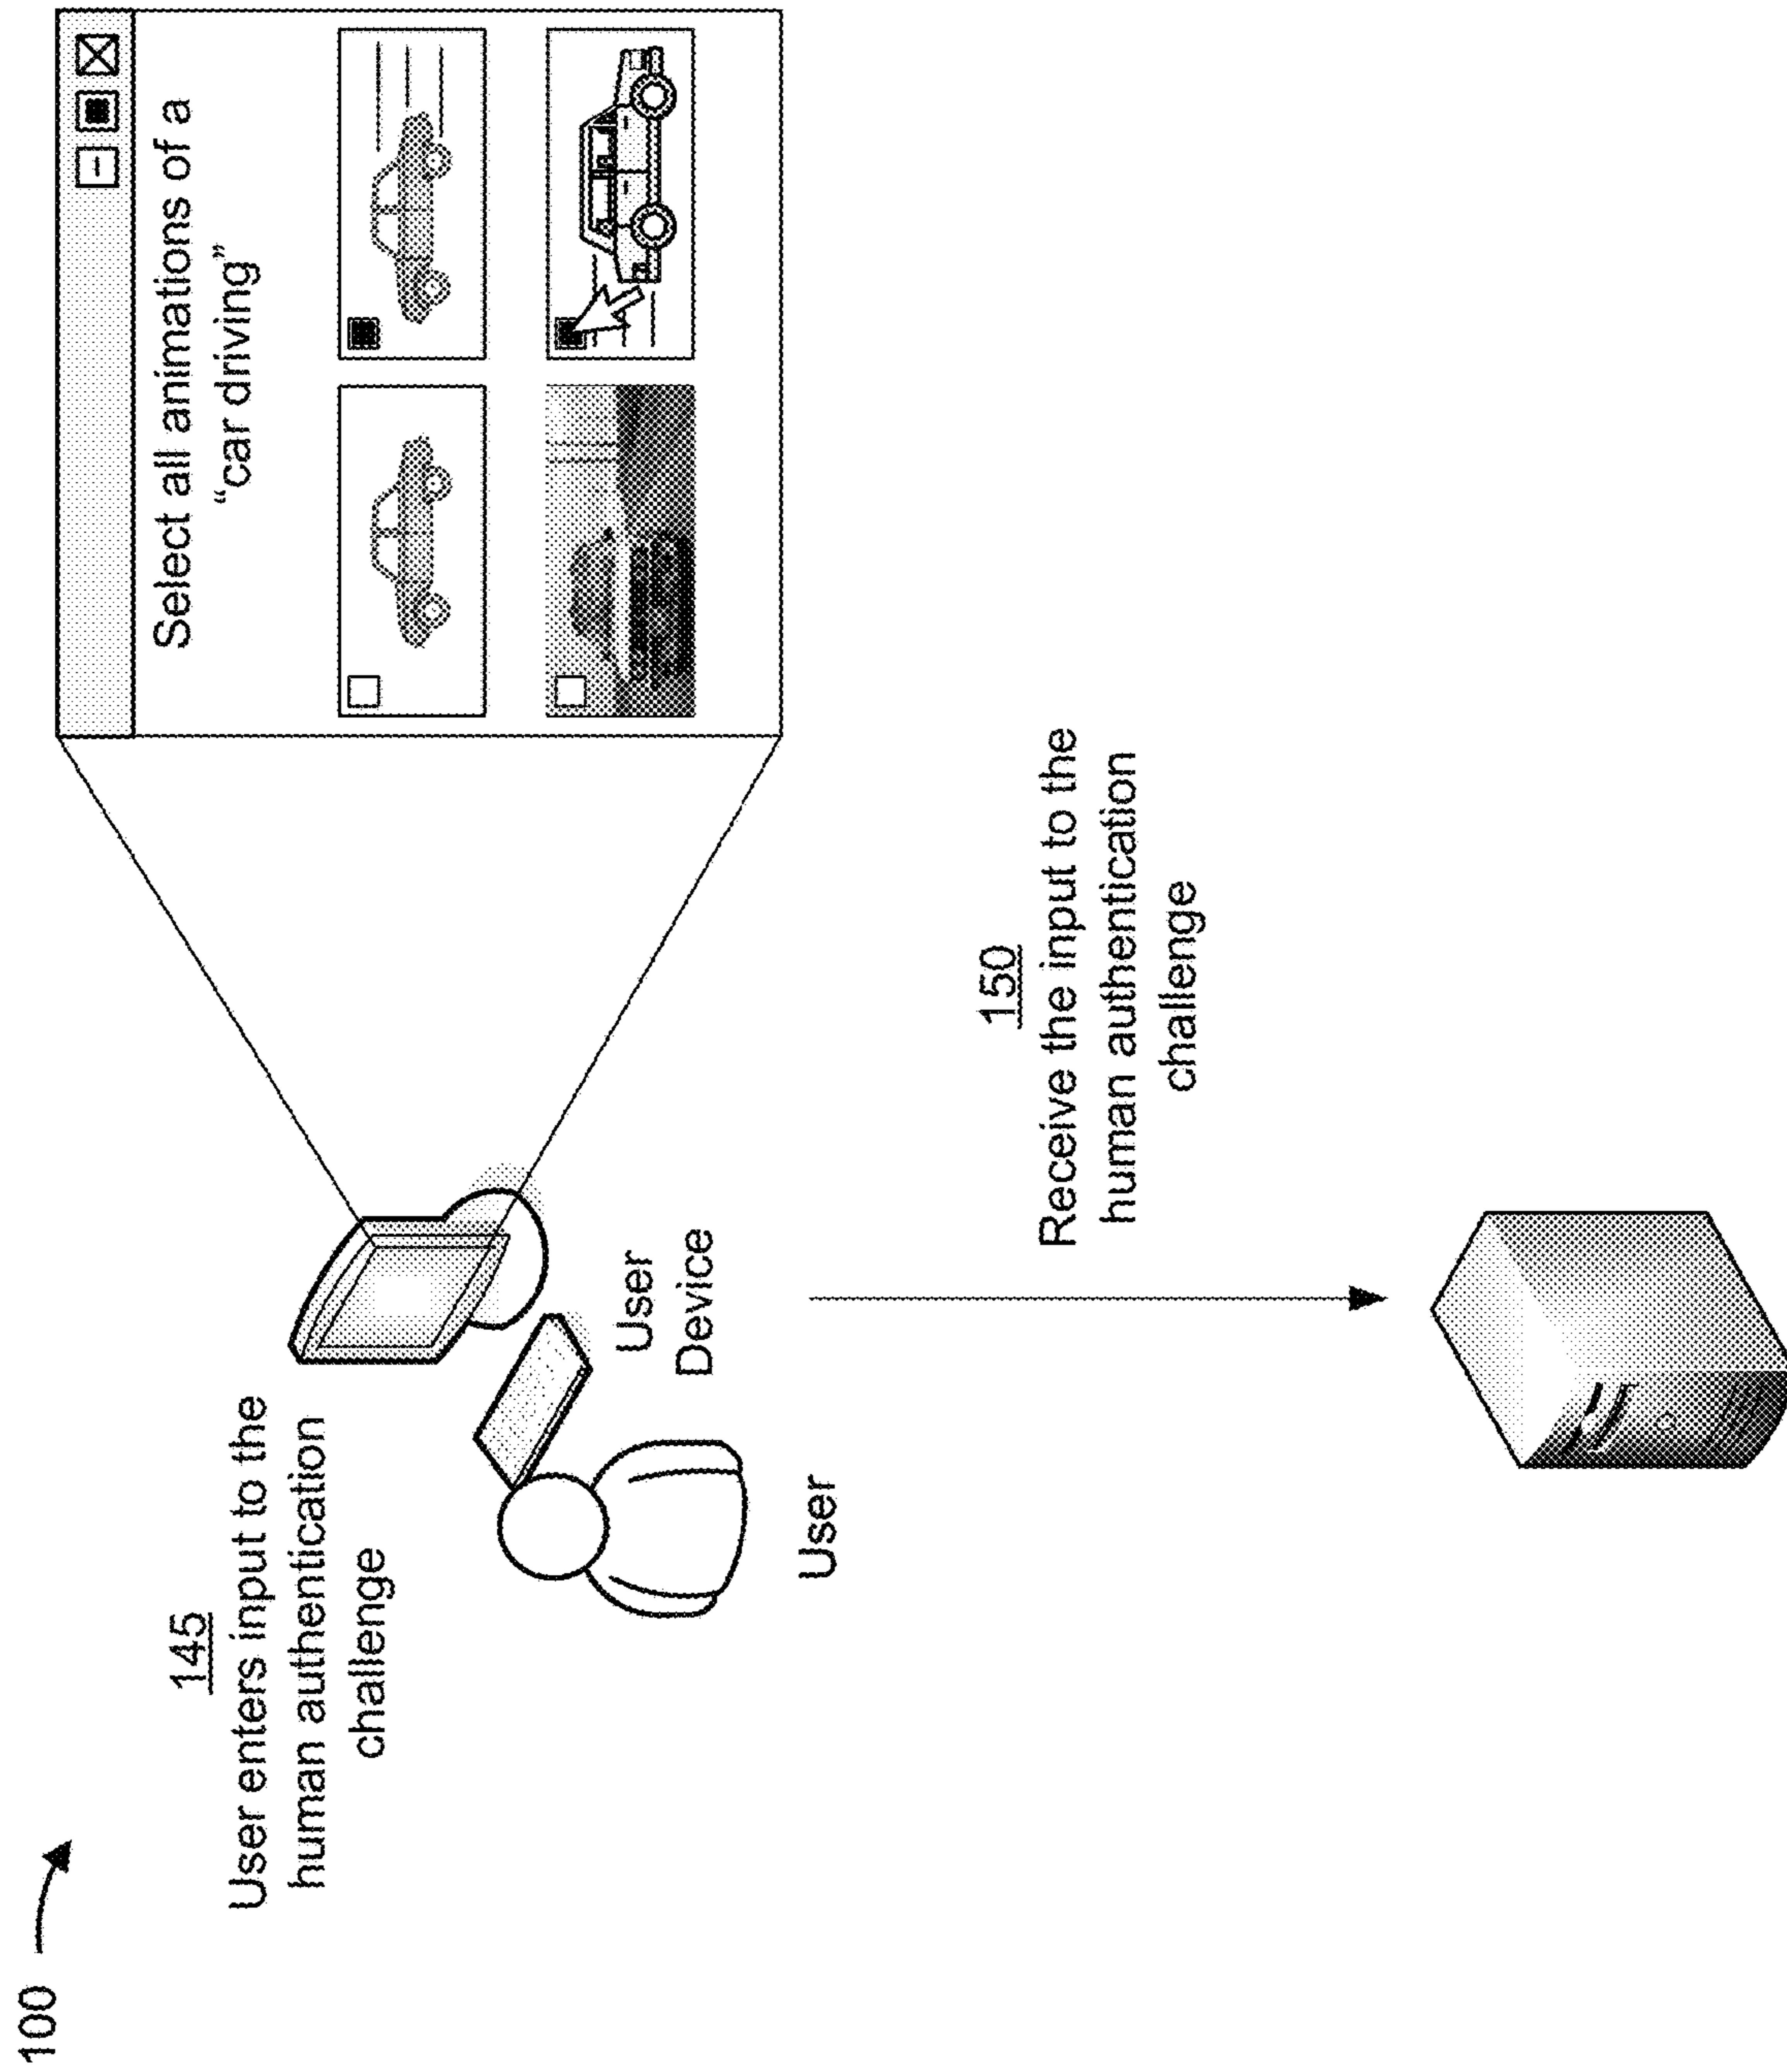 100
145
User enters input to the
human authentication
challenge
User
User
Device
Select all animations of a
“car driving”
150
Receive the input to the
human authentication
challenge